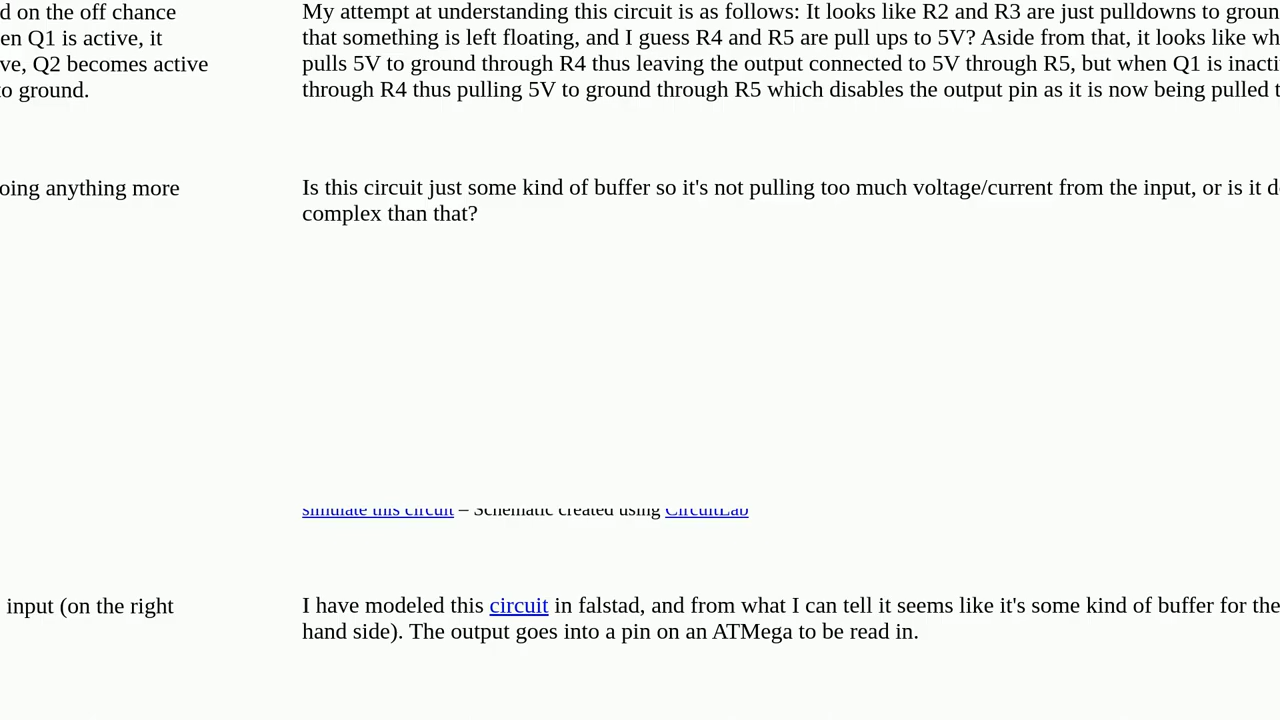 d on the off chance
en Q1 is active, it
ve, Q2 becomes active
o ground.
My attempt at understanding this circuit is as follows: It looks like R2 and R3 are just pulldowns to groun
that something is left floating, and I guess R4 and R5 are pull ups to 5V? Aside from that, it looks like wh
pulls 5V to ground through R4 thus leaving the output connected to 5V through R5, but when Q1 is inacti
through R4 thus pulling 5V to ground through R5 which disables the output pin as it is now being pulled t
oing anything more
Is this circuit just some kind of buffer so it's not pulling too much voltage/current from the input, or is it d
complex than that?
simulate this circuit – Schematic created using CircuitLab
input (on the right
I have modeled this circuit in falstad, and from what I can tell it seems like it's some kind of buffer for the
hand side). The output goes into a pin on an ATMega to be read in.